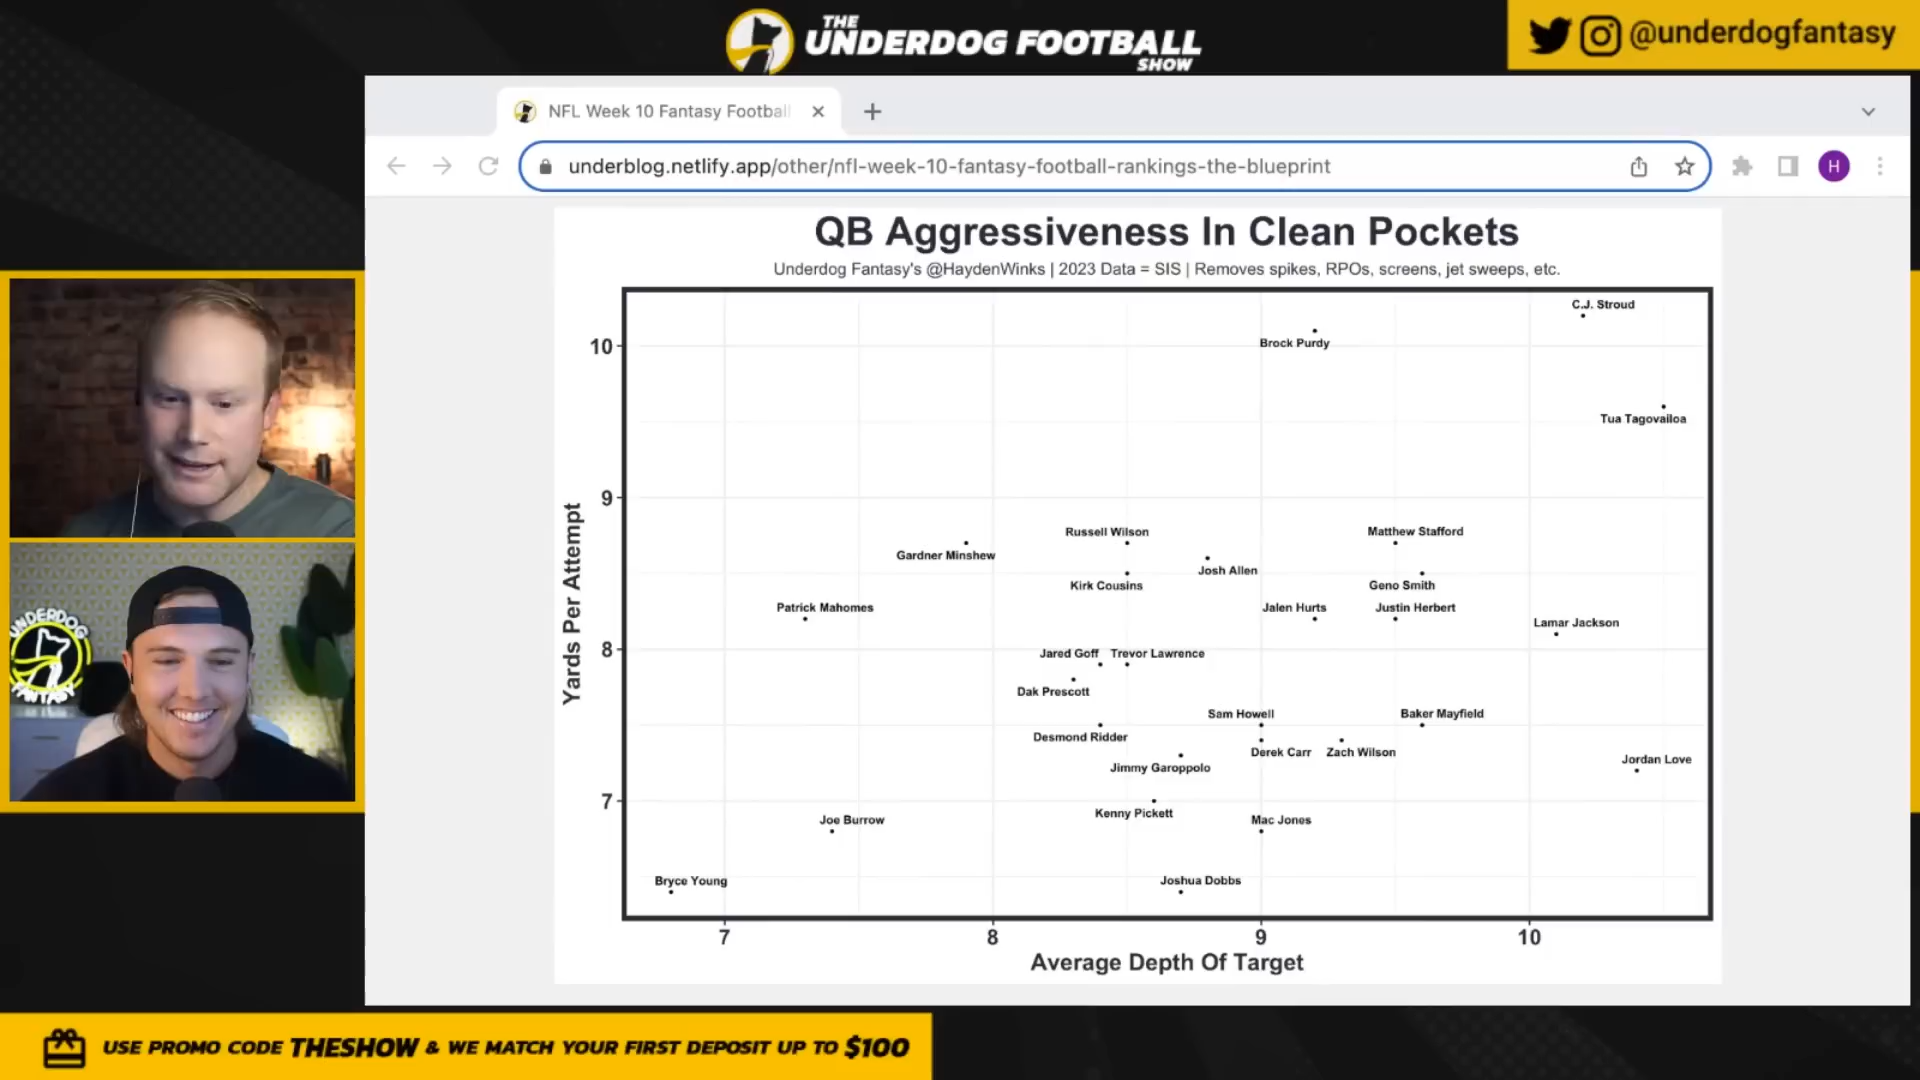 THE
UNDERDOG FOOTBALL
SHOW
@underdogfantasy
NFL Week 10 Fantasy Football
underblog.netlify.app/other/nfl-week-10-fantasy-football-rankings-the-blueprint
H
QB Aggressiveness In Clean Pockets
Underdog Fantasy's @HaydenWinks | 2023 Data = SIS | Removes spikes, RPOs, screens, jet sweeps, etc.
C.J. Stroud
10
Brock Purdy
Tua Tagovailoa
9
Russell Wilson
Matthew Stafford
Gardner Minshew
Josh Allen
Kirk Cousins
Geno Smith
Patrick Mahomes
Jalen Hurts
Justin Herbert
Lamar Jackson
8
Jared Goff
Trevor Lawrence
Dak Prescott
Sam Howell
Baker Mayfield
Desmond Ridder
Derek Carr
Zach Wilson
Jimmy Garoppolo
Jordan Love
7
Kenny Pickett
Joe Burrow
Mac Jones
Bryce Young
Joshua Dobbs
Yards Per Attempt
7 8 9 10
Average Depth Of Target
UNDERDOG
FANTASY
USE PROMO CODE THESHOW & WE MATCH YOUR FIRST DEPOSIT UP TO $100